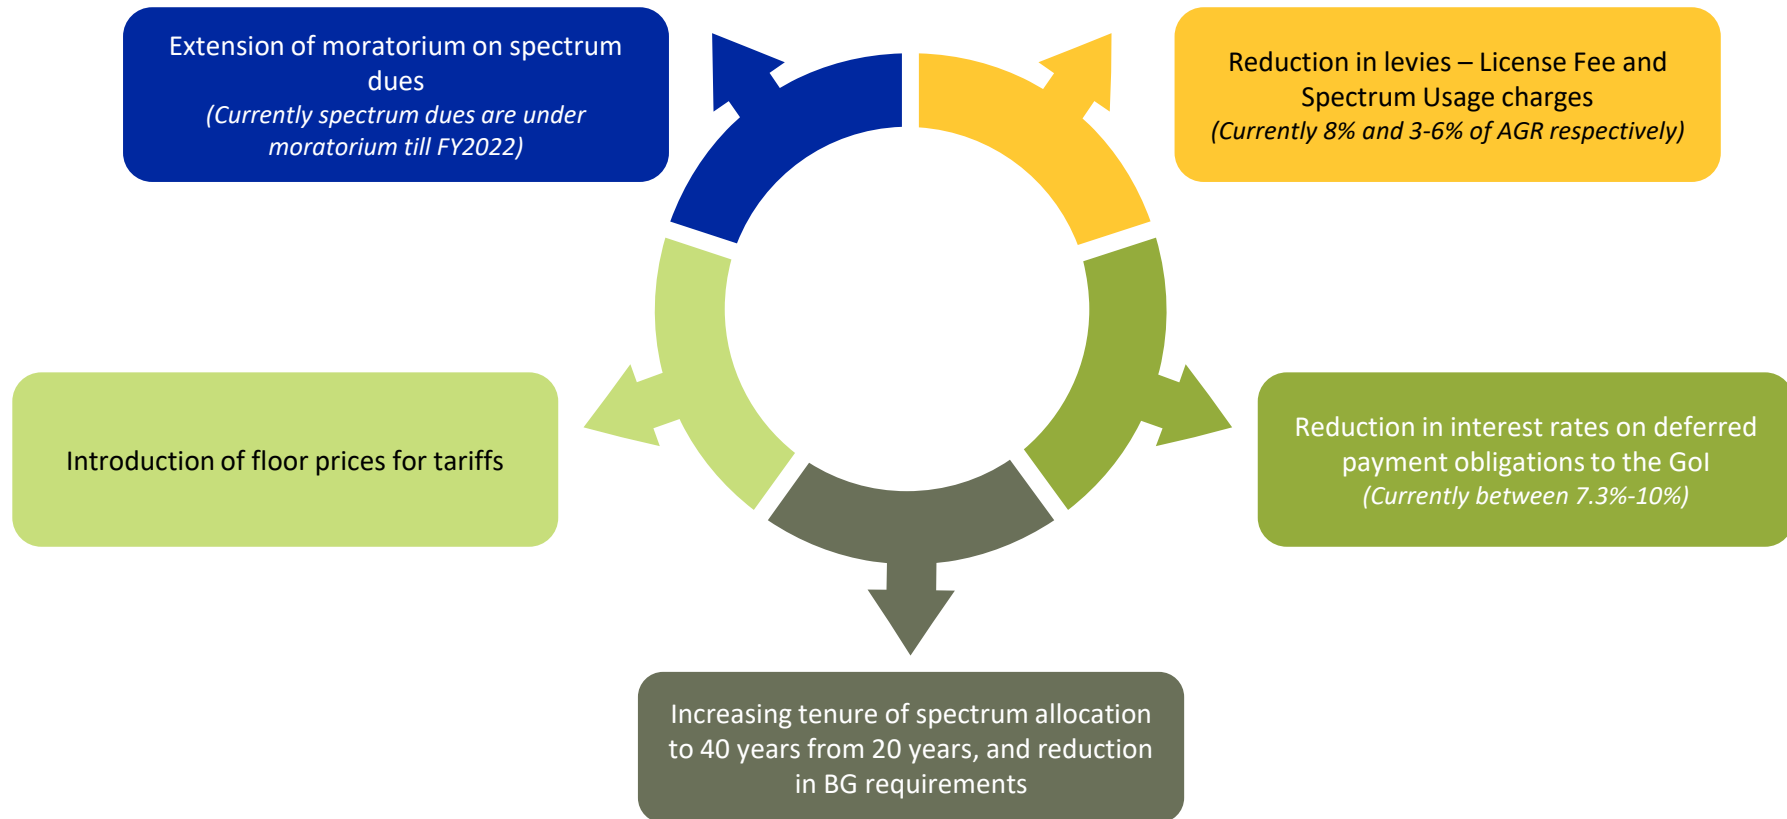 Extension of moratorium on spectrum
dues
(Currently spectrum dues are under
moratorium till FY2022)
Reduction in levies – License Fee and
Spectrum Usage charges
(Currently 8% and 3-6% of AGR respectively)
Introduction of floor prices for tariffs
Reduction in interest rates on deferred
payment obligations to the GoI
(Currently between 7.3%-10%)
Increasing tenure of spectrum allocation
to 40 years from 20 years, and reduction
in BG requirements